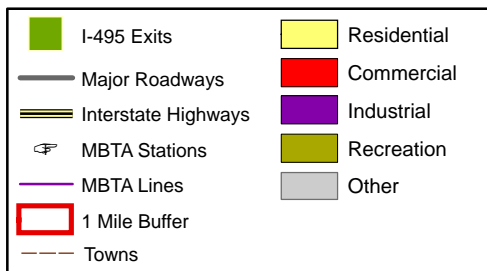 I-495 Exits
Major Roadways
Interstate Highways
MBTA Stations
MBTA Lines
1 Mile Buffer
Towns
Residential
Commercial
Industrial
Recreation
Other